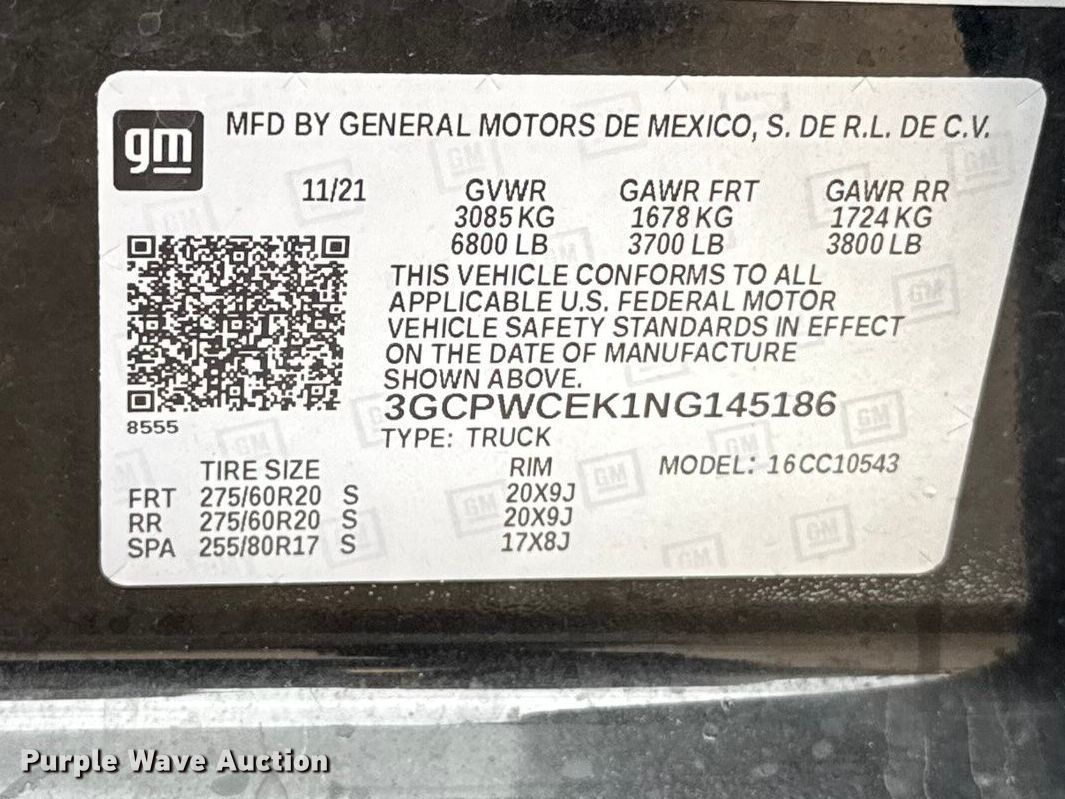 gm
MFD BY GENERAL MOTORS DE MEXICO, S. DE R.L. DE C.V.
11/21 GVWR GAWR FRT GAWR RR
3085 KG 1678 KG 1724 KG
6800 LB 3700 LB 3800 LB
THIS VEHICLE CONFORMS TO ALL
APPLICABLE U.S. FEDERAL MOTOR
VEHICLE SAFETY STANDARDS IN EFFECT
ON THE DATE OF MANUFACTURE
SHOWN ABOVE.
3GCPWCEK1NG145186
8555
TYPE: TRUCK
TIRE SIZE RIM MODEL: 16CC10543
FRT 275/60R20 S 20X9J
RR 275/60R20 S 20X9J
SPA 255/80R17 S 17X8J
Purple Wave Auction